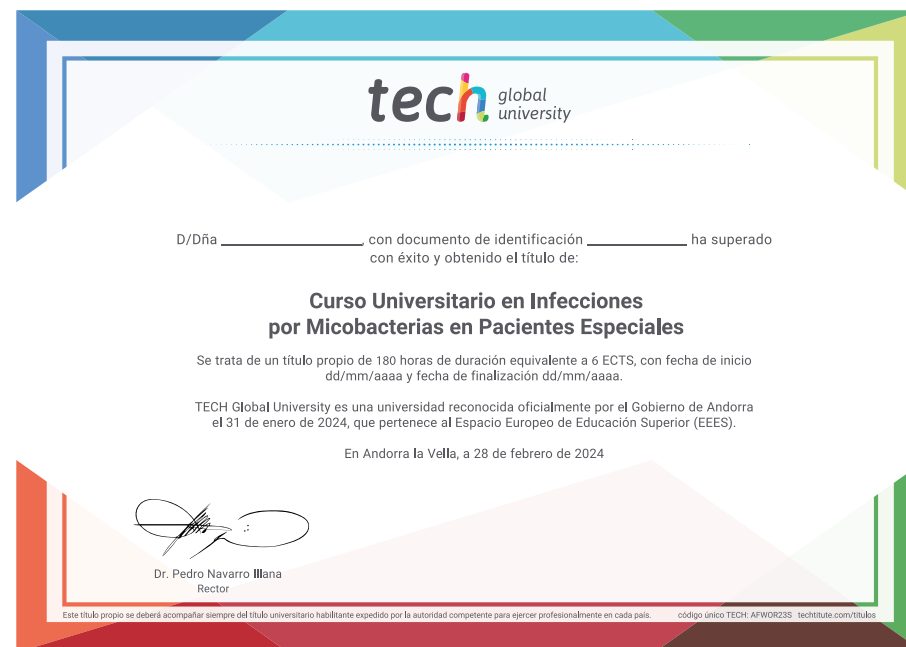 tech global university
D/Dña ____________________, con documento de identificación ______________ ha superado
con éxito y obtenido el título de:
Curso Universitario en Infecciones
por Micobacterias en Pacientes Especiales
Se trata de un título propio de 180 horas de duración equivalente a 6 ECTS, con fecha de inicio
dd/mm/aaaa y fecha de finalización dd/mm/aaaa.
TECH Global University es una universidad reconocida oficialmente por el Gobierno de Andorra
el 31 de enero de 2024, que pertenece al Espacio Europeo de Educación Superior (EEES).
En Andorra la Vella, a 28 de febrero de 2024
Dr. Pedro Navarro Illana
Rector
Este título propio se deberá acompañar siempre del título universitario habilitante expedido por la autoridad competente para ejercer profesionalmente en cada país. código único TECH: AFWOR23S techtitute.com/titulos